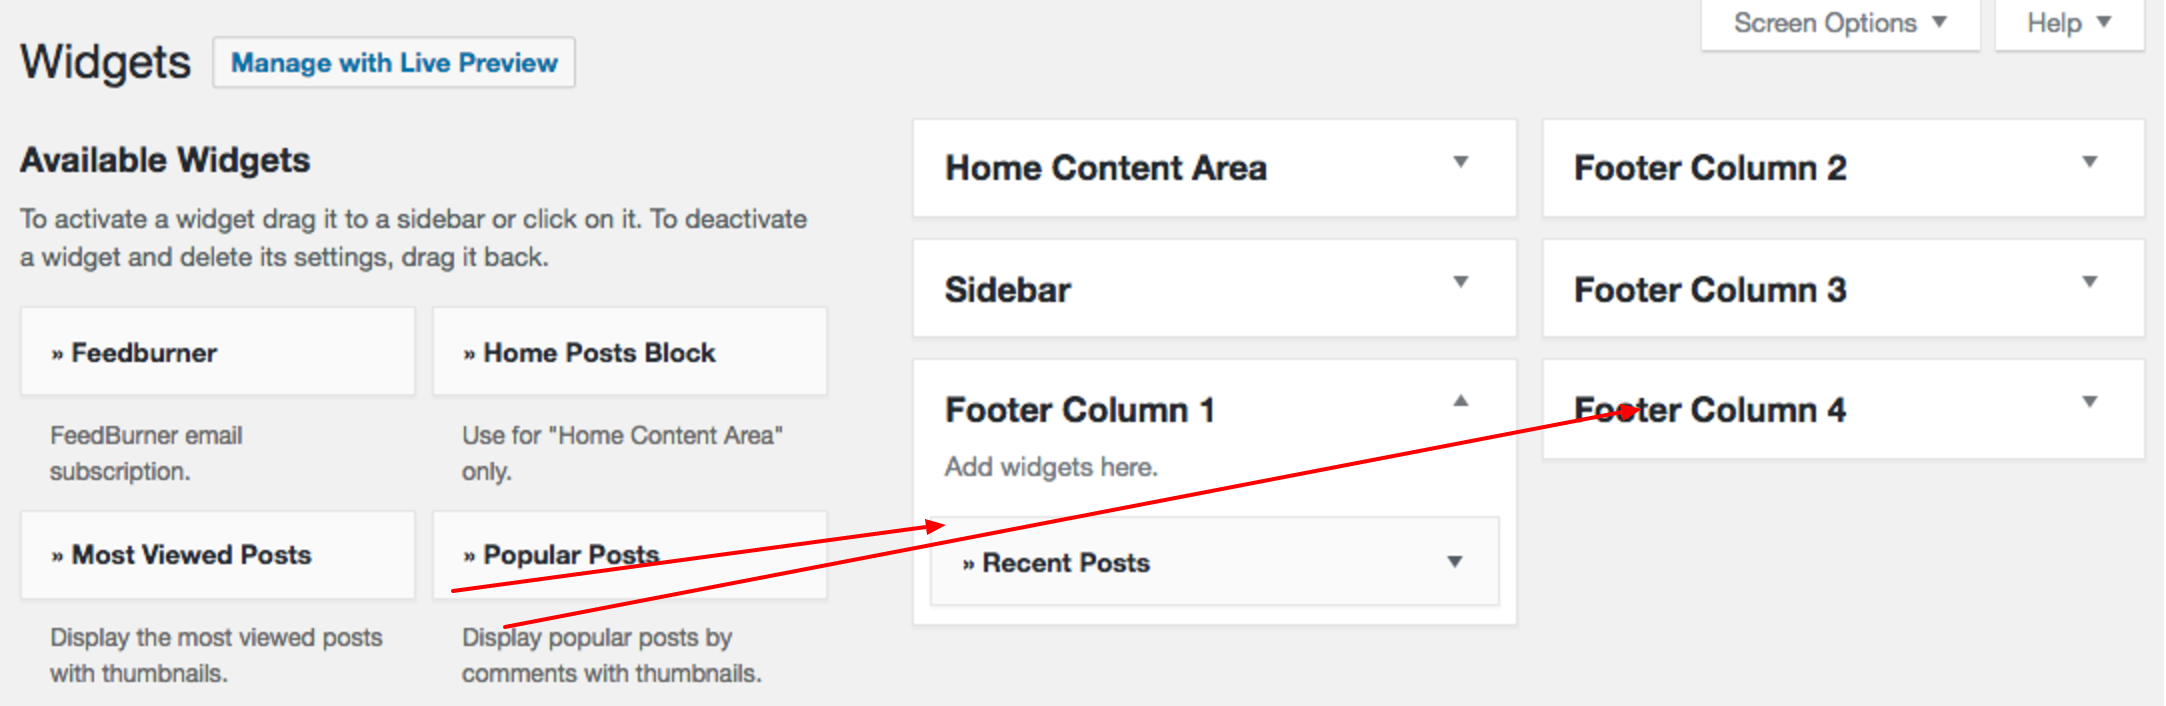 Screen Options
Help
Widgets
Manage with Live Preview
Available Widgets
To activate a widget drag it to a sidebar or click on it. To deactivate
a widget and delete its settings, drag it back.
» Feedburner
FeedBurner email
subscription.
» Home Posts Block
Use for "Home Content Area"
only.
» Most Viewed Posts
Display the most viewed posts
with thumbnails.
» Popular Posts
Display popular posts by
comments with thumbnails.
Home Content Area
Sidebar
Footer Column 1
Add widgets here.
» Recent Posts
Footer Column 2
Footer Column 3
Footer Column 4